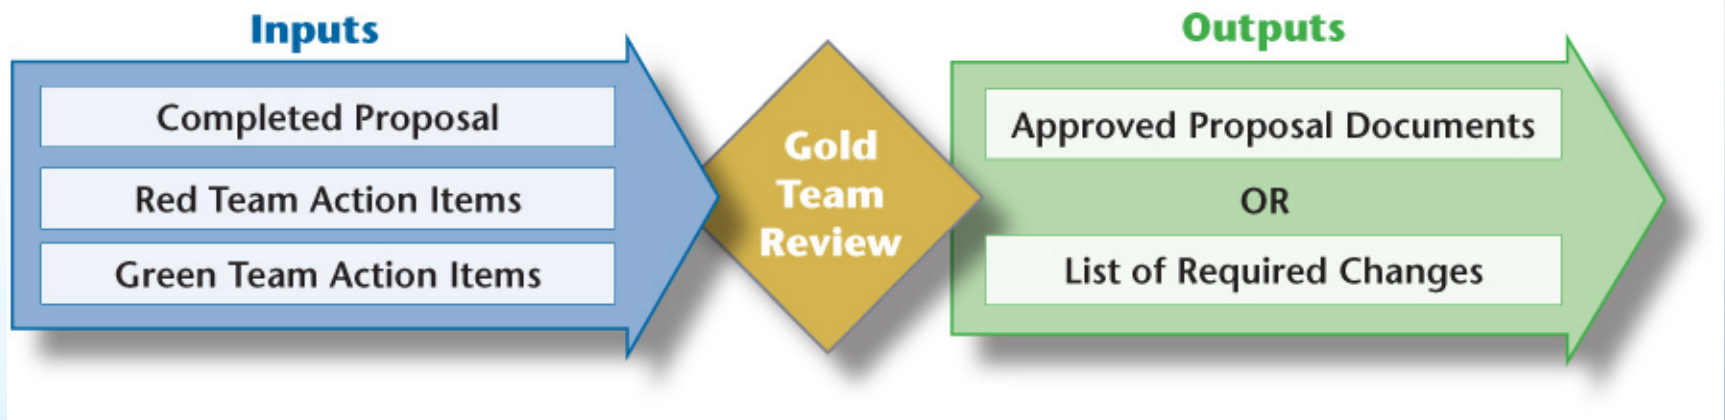 Inputs
Completed Proposal
Red Team Action Items
Green Team Action Items
Gold
Team
Review
Outputs
Approved Proposal Documents
OR
List of Required Changes